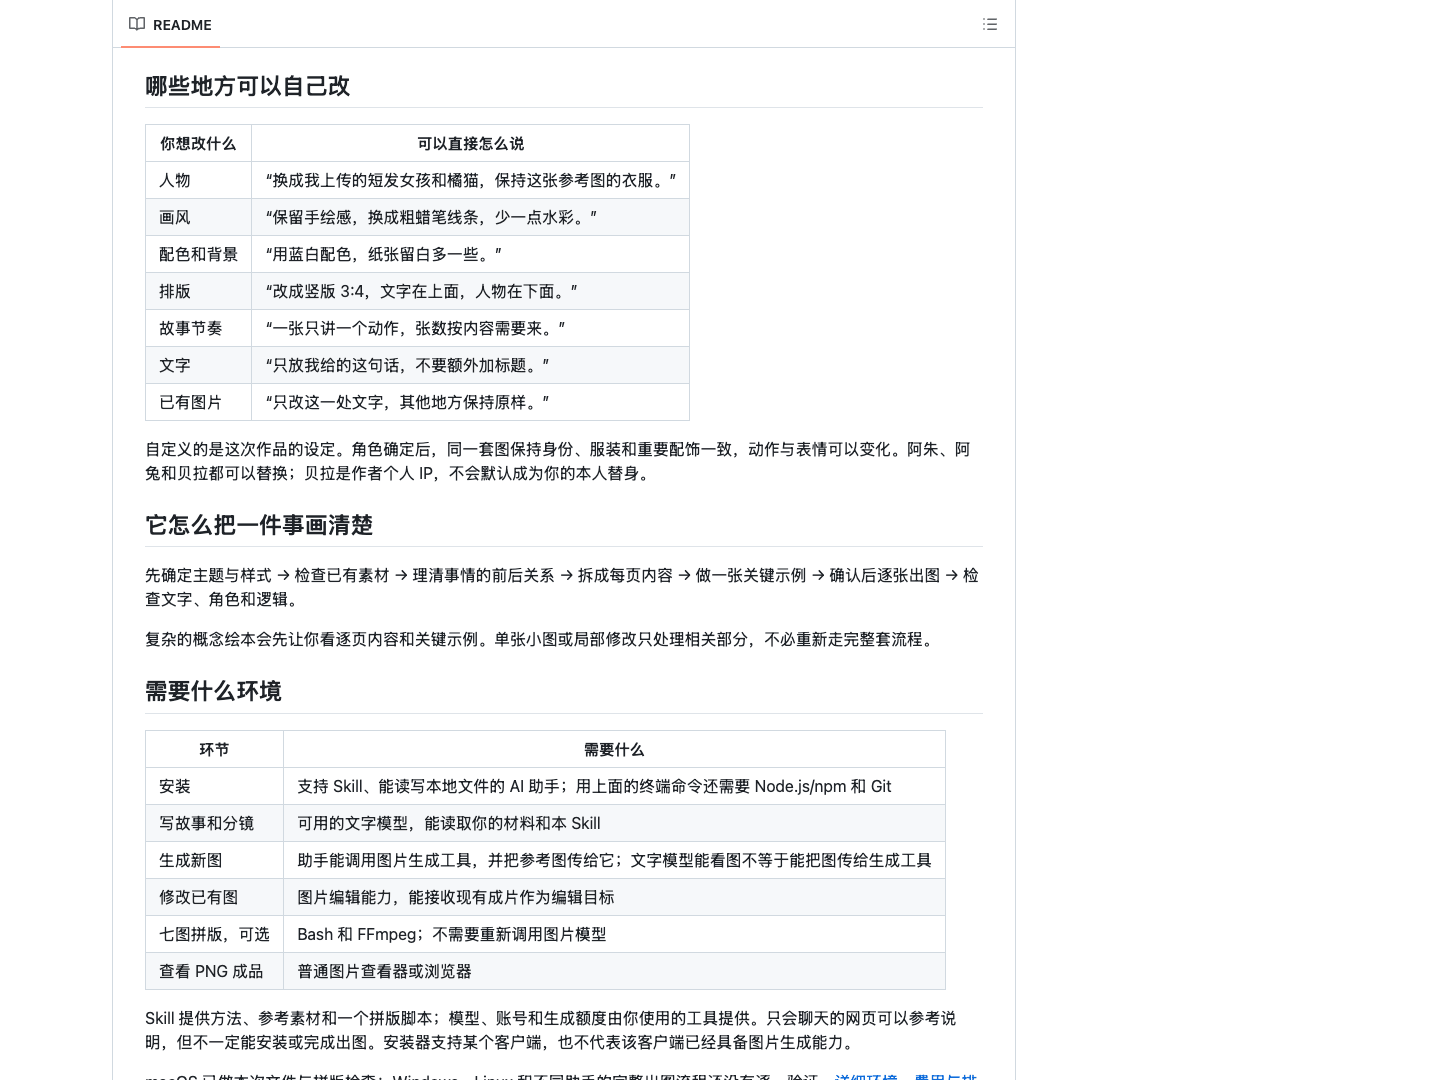 README
哪些地方可以自己改
你想改什么 可以直接怎么说
人物 “换成我上传的短发女孩和橘猫，保持这张参考图的衣服。”
画风 “保留手绘感，换成粗蜡笔线条，少一点水彩。”
配色和背景 “用蓝白配色，纸张留白多一些。”
排版 “改成竖版 3:4，文字在上面，人物在下面。”
故事节奏 “一张只讲一个动作，张数按内容需要来。”
文字 “只放我给的这句话，不要额外加标题。”
已有图片 “只改这一处文字，其他地方保持原样。”
自定义的是这次作品的设定。角色确定后，同一套图保持身份、服装和重要配饰一致，动作与表情可以变化。阿朱、阿
兔和贝拉都可以替换；贝拉是作者个人 IP，不会默认成为你的本人替身。
它怎么把一件事画清楚
先确定主题与样式 → 检查已有素材 → 理清事情的前后关系 → 拆成每页内容 → 做一张关键示例 → 确认后逐张出图 → 检
查文字、角色和逻辑。
复杂的概念绘本会先让你看逐页内容和关键示例。单张小图或局部修改只处理相关部分，不必重新走完整套流程。
需要什么环境
环节 需要什么
安装 支持 Skill、能读写本地文件的 AI 助手；用上面的终端命令还需要 Node.js/npm 和 Git
写故事和分镜 可用的文字模型，能读取你的材料和本 Skill
生成新图 助手能调用图片生成工具，并把参考图传给它；文字模型能看图不等于能把图传给生成工具
修改已有图 图片编辑能力，能接收现有成片作为编辑目标
七图拼版，可选 Bash 和 FFmpeg；不需要重新调用图片模型
查看 PNG 成品 普通图片查看器或浏览器
Skill 提供方法、参考素材和一个拼版脚本；模型、账号和生成额度由你使用的工具提供。只会聊天的网页可以参考说
明，但不一定能安装或完成出图。安装器支持某个客户端，也不代表该客户端已经具备图片生成能力。